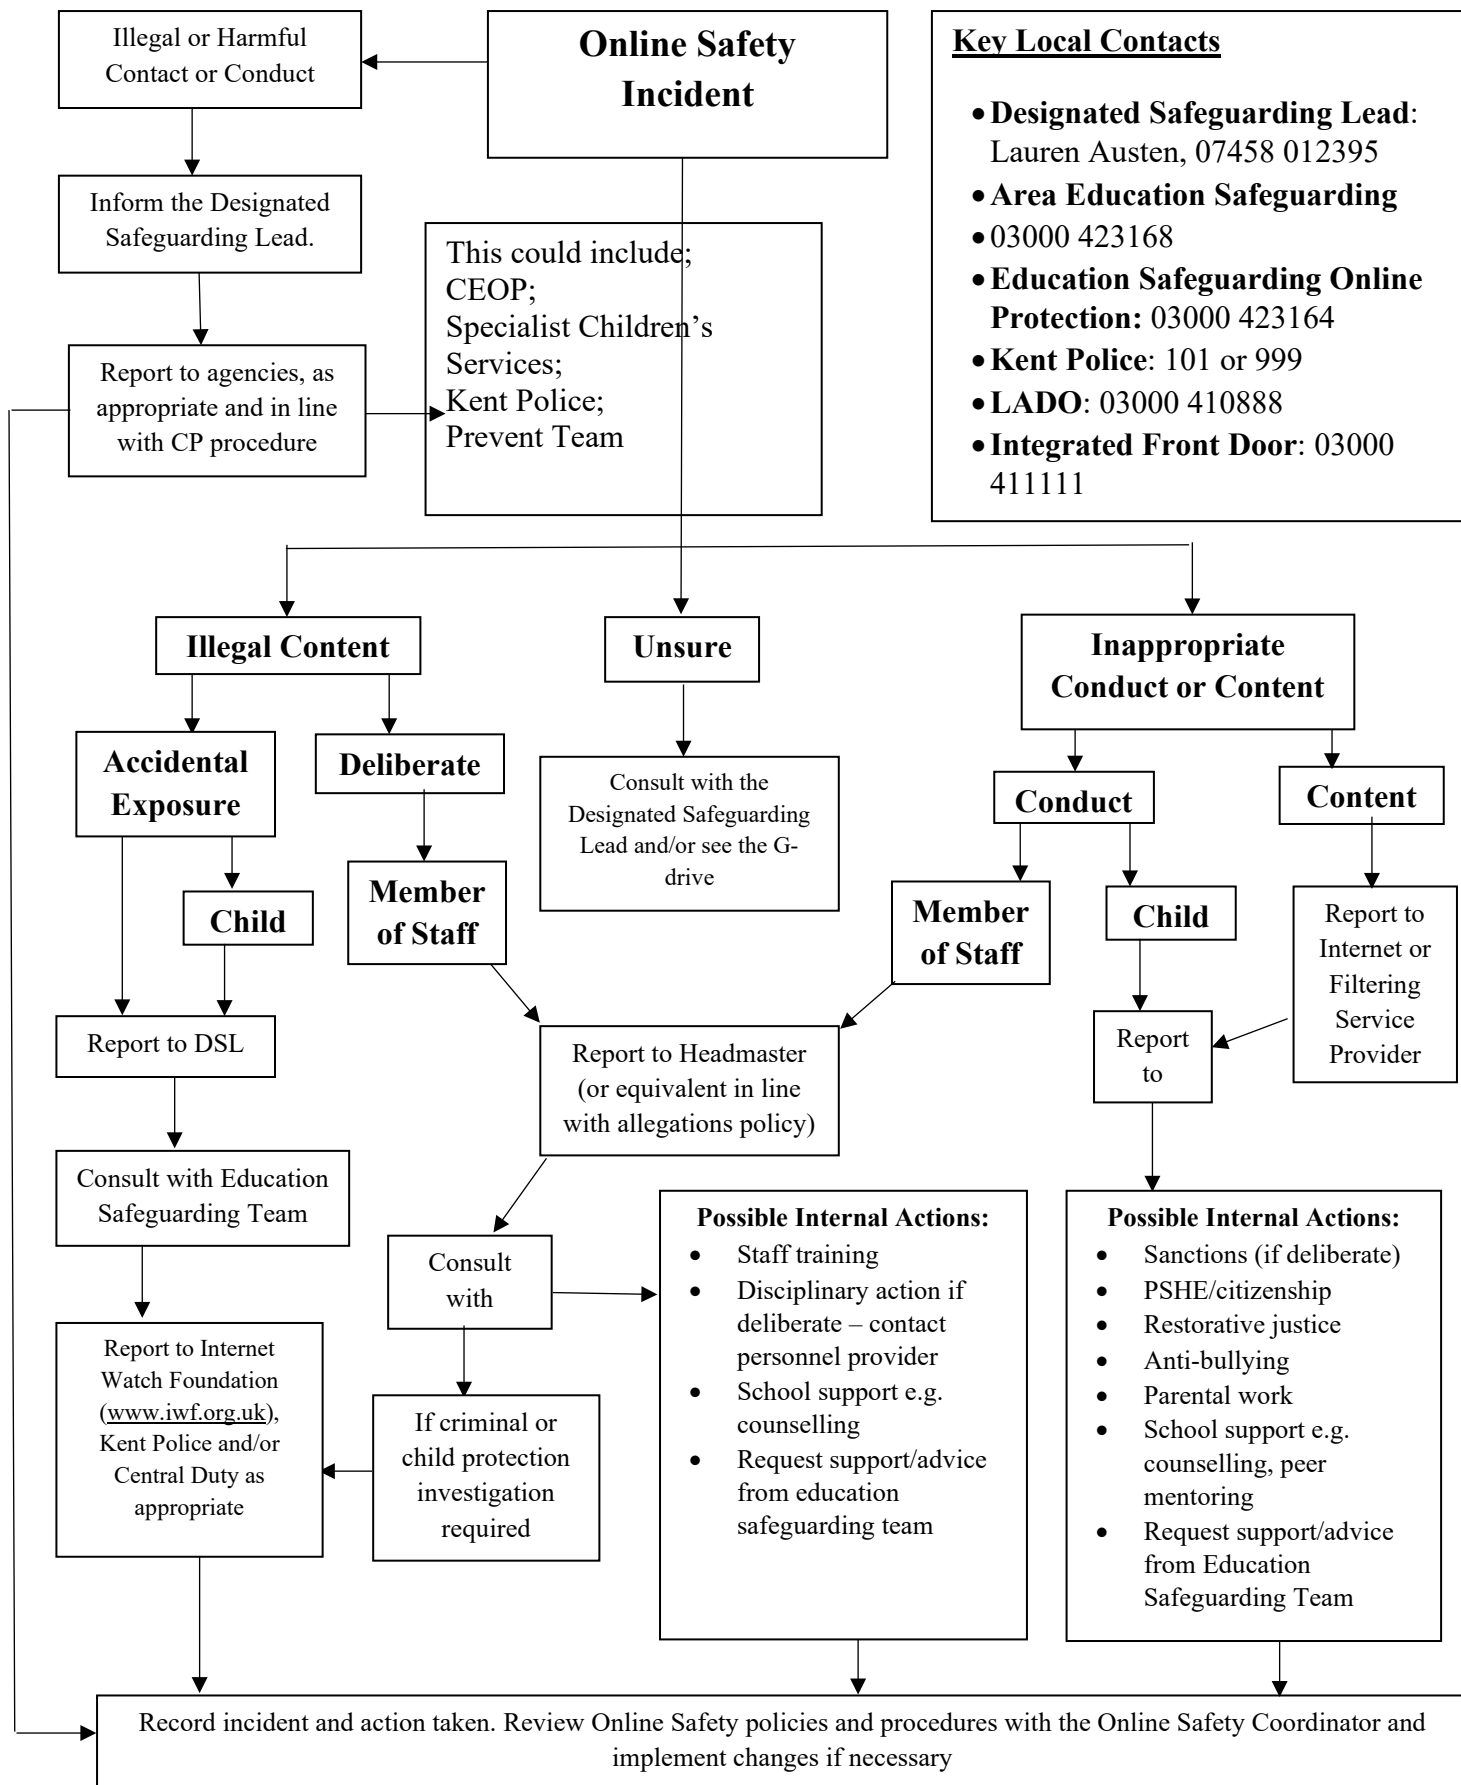 Illegal or Harmful
Contact or Conduct
Online Safety
Incident
Key Local Contacts
• Designated Safeguarding Lead:
Lauren Austen, 07458 012395
• Area Education Safeguarding
• 03000 423168
• Education Safeguarding Online
Protection: 03000 423164
• Kent Police: 101 or 999
• LADO: 03000 410888
• Integrated Front Door: 03000
411111
Inform the Designated
Safeguarding Lead.
This could include;
CEOP;
Specialist Children’s
Services;
Kent Police;
Prevent Team
Report to agencies, as
appropriate and in line
with CP procedure
Illegal Content
Unsure
Inappropriate
Conduct or Content
Accidental
Exposure
Deliberate
Consult with the
Designated Safeguarding
Lead and/or see the G-
drive
Conduct
Content
Child
Member
of Staff
Member
of Staff
Child
Report to
Internet or
Filtering
Service
Provider
Report to DSL
Report to Headmaster
(or equivalent in line
with allegations policy)
Report
to
Consult with Education
Safeguarding Team
Consult
with
Possible Internal Actions:
• Staff training
• Disciplinary action if
deliberate – contact
personnel provider
• School support e.g.
counselling
• Request support/advice
from education
safeguarding team
Possible Internal Actions:
• Sanctions (if deliberate)
• PSHE/citizenship
• Restorative justice
• Anti-bullying
• Parental work
• School support e.g.
counselling, peer
mentoring
• Request support/advice
from Education
Safeguarding Team
Report to Internet
Watch Foundation
(www.iwf.org.uk),
Kent Police and/or
Central Duty as
appropriate
If criminal or
child protection
investigation
required
Record incident and action taken. Review Online Safety policies and procedures with the Online Safety Coordinator and
implement changes if necessary